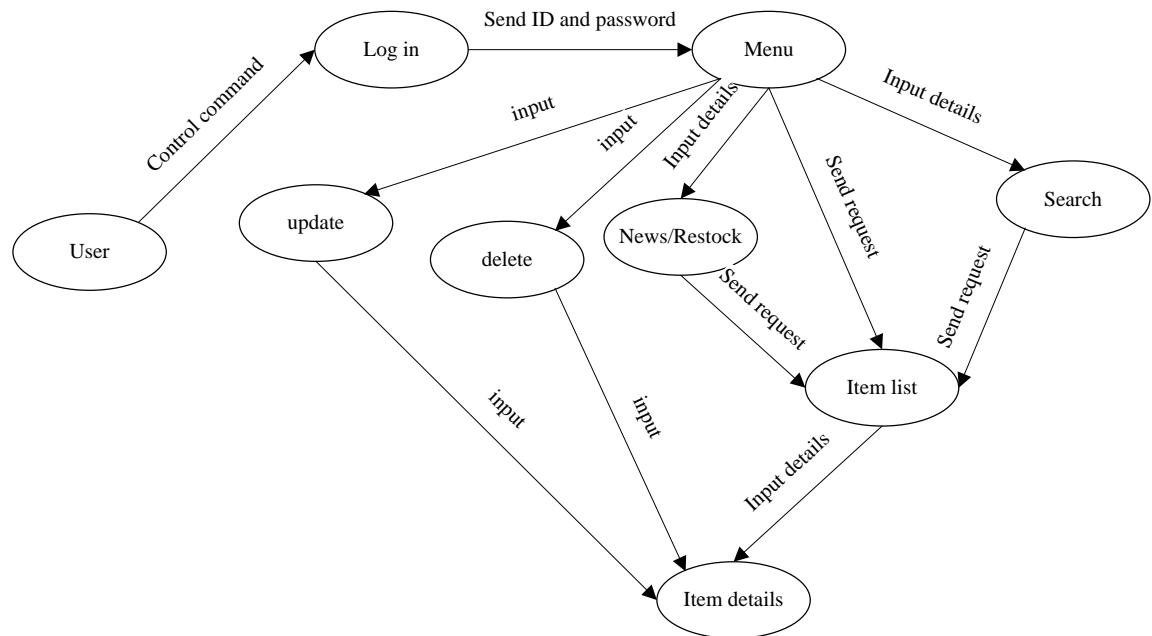 Send ID and password
Log in
Menu
Control command
input
input
Input details
Input details
Send request
Search
update
User
delete
News/Restock
Send request
Send request
Item list
input
input
Input details
Item details